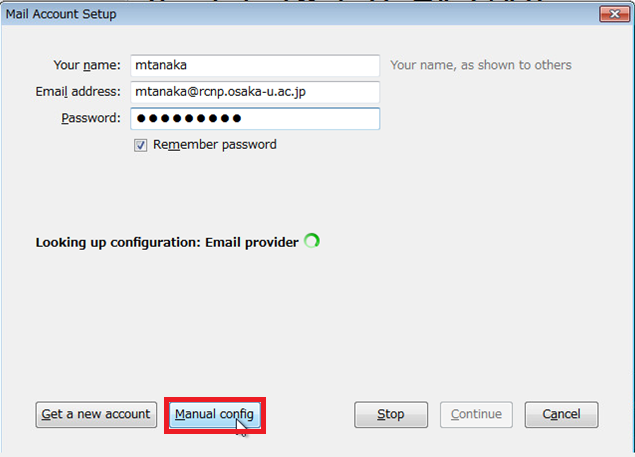 Mail Account Setup
Your name: mtanaka Your name, as shown to others
Email address: mtanaka@rcnp.osaka-u.ac.jp
Password: ●●●●●●●●●
Remember password
Looking up configuration: Email provider
Get a new account Manual config Stop Continue Cancel